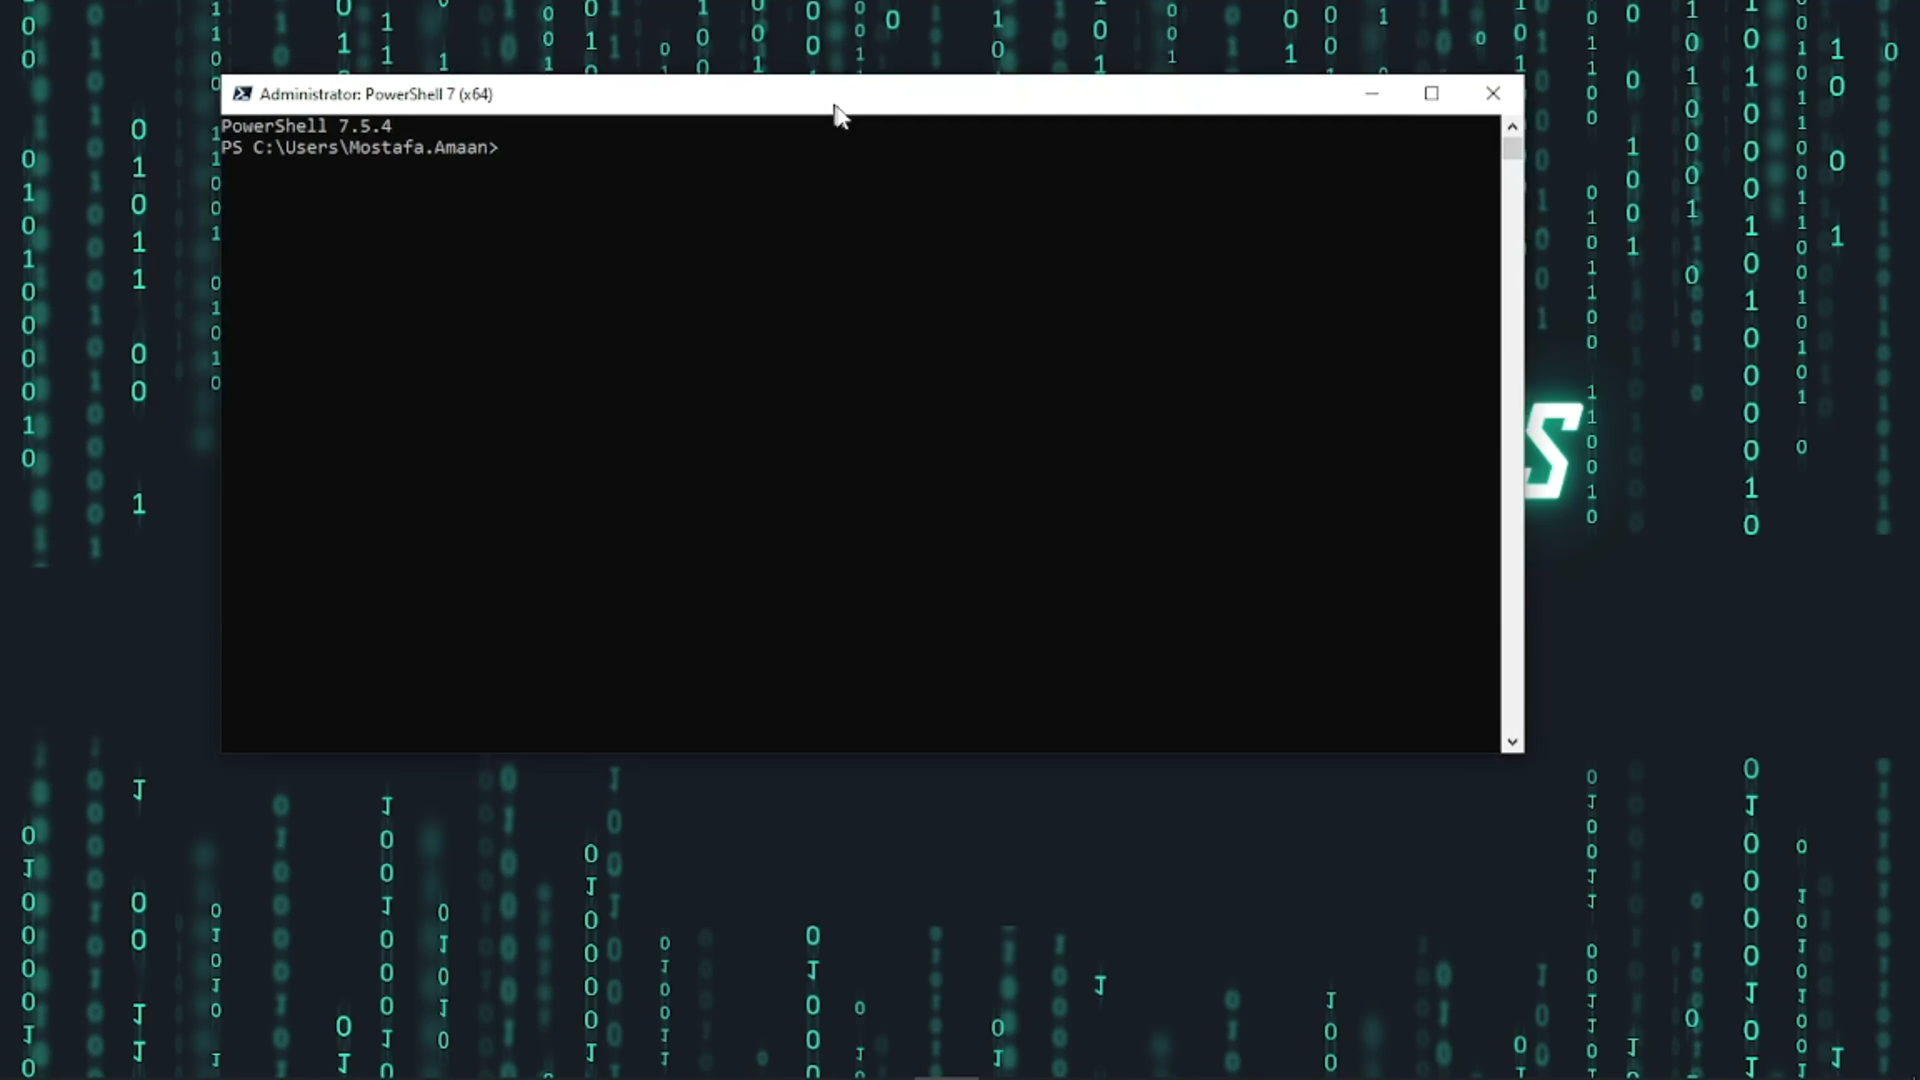 Administrator: PowerShell 7 (x64)
PowerShell 7.5.4
PS C:\Users\Mostafa.Amaan>
S